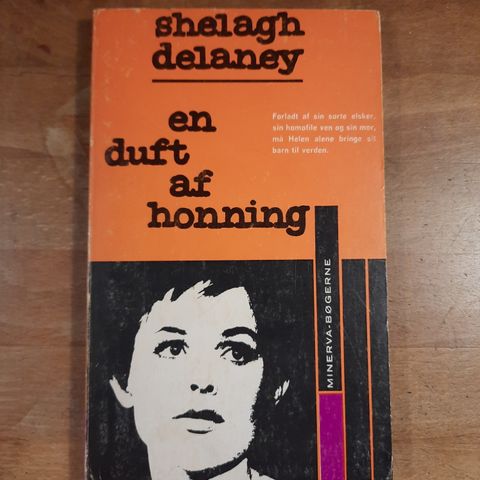 shelagh
delaney
en
duft
af
honning
Forladt af sin sorte elsker,
sin homofile ven og sin mor,
må Helen alene bringe sit
barn til verden.
MINERVA-BØGERNE